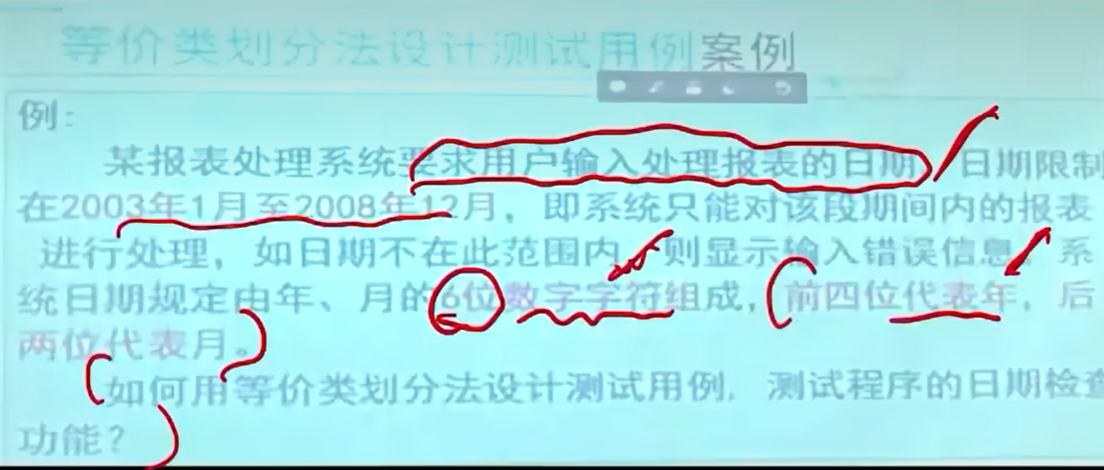 等价类划分法设计测试用例案例
例：
某报表处理系统要求用户输入处理报表的日期，日期限制
在2003年1月至2008年12月，即系统只能对该段期间内的报表
进行处理，如日期不在此范围内，则显示输入错误信息。系
统日期规定由年、月的6位数字字符组成，前四位代表年，后
两位代表月。
如何用等价类划分法设计测试用例，测试程序的日期检查
功能？